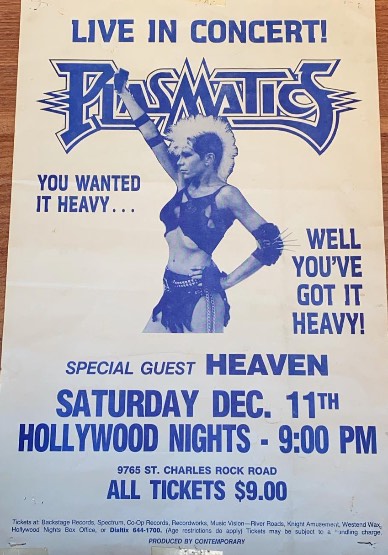 LIVE IN CONCERT!
PLASMATICS
YOU WANTED
IT HEAVY...
WELL
YOU'VE
GOT IT
HEAVY!
SPECIAL GUEST HEAVEN
SATURDAY DEC. 11TH
HOLLYWOOD NIGHTS - 9:00 PM
9765 ST. CHARLES ROCK ROAD
ALL TICKETS $9.00
Tickets at: Backstage Records, Spectrum, Co-Op Records, Recordworks, Music Vision—River Roads, Knight Amusement, Westend Wax,
Hollywood Nights Box Office, or Dialtix 644-1700. (Age restrictions do apply) Tickets may be subject to a handling charge.
PRODUCED BY CONTEMPORARY